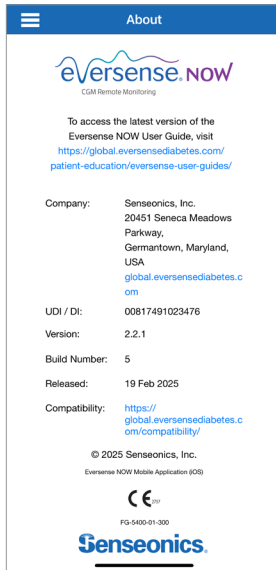 About
eversense. NOW
CGM Remote Monitoring
To access the latest version of the
Eversense NOW User Guide, visit
https://global.eversensediabetes.com/
patient-education/eversense-user-guides/
Company: Senseonics, Inc.
20451 Seneca Meadows
Parkway,
Germantown, Maryland,
USA
global.eversensediabetes.c
om
UDI / DI: 00817491023476
Version: 2.2.1
Build Number: 5
Released: 19 Feb 2025
Compatibility: https://
global.eversensediabetes.c
om/compatibility/
© 2025 Senseonics, Inc.
Eversense NOW Mobile Application (iOS)
CE
FG-5400-01-300
Senseonics.